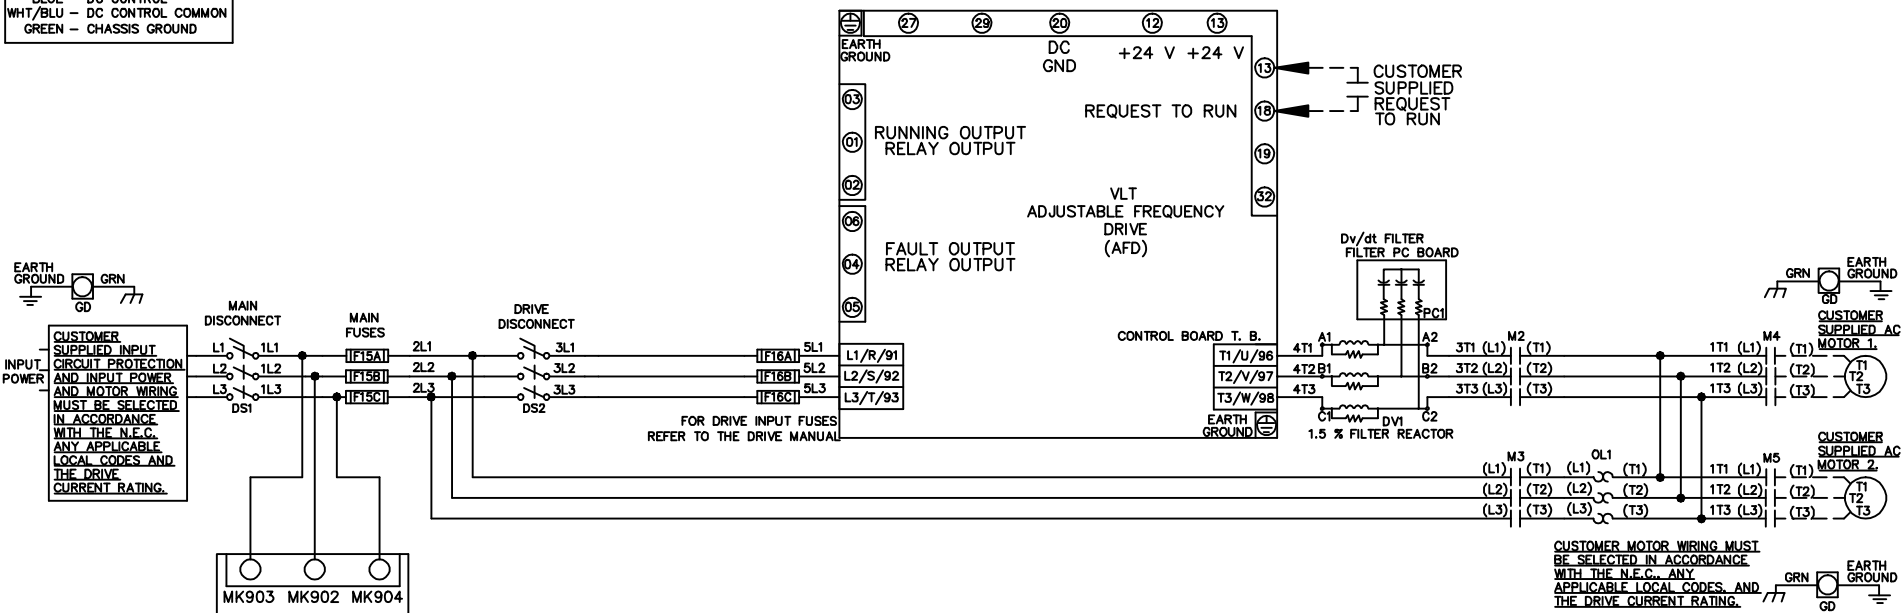 WHT/BLU – DC CONTROL COMMON
GREEN – CHASSIS GROUND
27
29
20
12
13
EARTH
GROUND
DC
GND
+24 V
+24 V
03
01
02
RUNNING OUTPUT
RELAY OUTPUT
06
04
05
FAULT OUTPUT
RELAY OUTPUT
REQUEST TO RUN
13
18
19
32
CUSTOMER
SUPPLIED
REQUEST
TO RUN
VLT
ADJUSTABLE FREQUENCY
DRIVE
(AFD)
EARTH
GROUND
GRN
GD
INPUT
POWER
CUSTOMER
SUPPLIED INPUT
CIRCUIT PROTECTION
AND INPUT POWER
AND MOTOR WIRING
MUST BE SELECTED
IN ACCORDANCE
WITH THE N.E.C.
ANY APPLICABLE
LOCAL CODES AND
THE DRIVE
CURRENT RATING.
MAIN
DISCONNECT
L1
1L1
L2
1L2
L3
1L3
DS1
MAIN
FUSES
F15A
F15B
F15C
2L1
2L2
2L3
DRIVE
DISCONNECT
3L1
3L2
3L3
DS2
F16A
F16B
F16C
5L1
5L2
5L3
L1/R/91
L2/S/92
L3/T/93
FOR DRIVE INPUT FUSES
REFER TO THE DRIVE MANUAL
CONTROL BOARD T. B.
T1/U/96
T2/V/97
T3/W/98
EARTH
GROUND
4T1
4T2
4T3
A1
A2
B1
B2
C1
C2
DV1
1.5 % FILTER REACTOR
Dv/dt FILTER
FILTER PC BOARD
PC1
3T1 (L1)
3T2 (L2)
3T3 (L3)
M2
(T1)
(T2)
(T3)
1T1 (L1)
1T2 (L2)
1T3 (L3)
M4
(T1)
(T2)
(T3)
T1
T2
T3
GRN
GD
EARTH
GROUND
CUSTOMER
SUPPLIED AC
MOTOR 1.
M3
(L1)
(L2)
(L3)
(T1)
(T2)
(T3)
OL1
(L1)
(L2)
(L3)
(T1)
(T2)
(T3)
1T1 (L1)
1T2 (L2)
1T3 (L3)
M5
(T1)
(T2)
(T3)
T1
T2
T3
CUSTOMER
SUPPLIED AC
MOTOR 2.
MK903 MK902 MK904
CUSTOMER MOTOR WIRING MUST
BE SELECTED IN ACCORDANCE
WITH THE N.E.C., ANY
APPLICABLE LOCAL CODES, AND
THE DRIVE CURRENT RATING.
GRN
GD
EARTH
GROUND